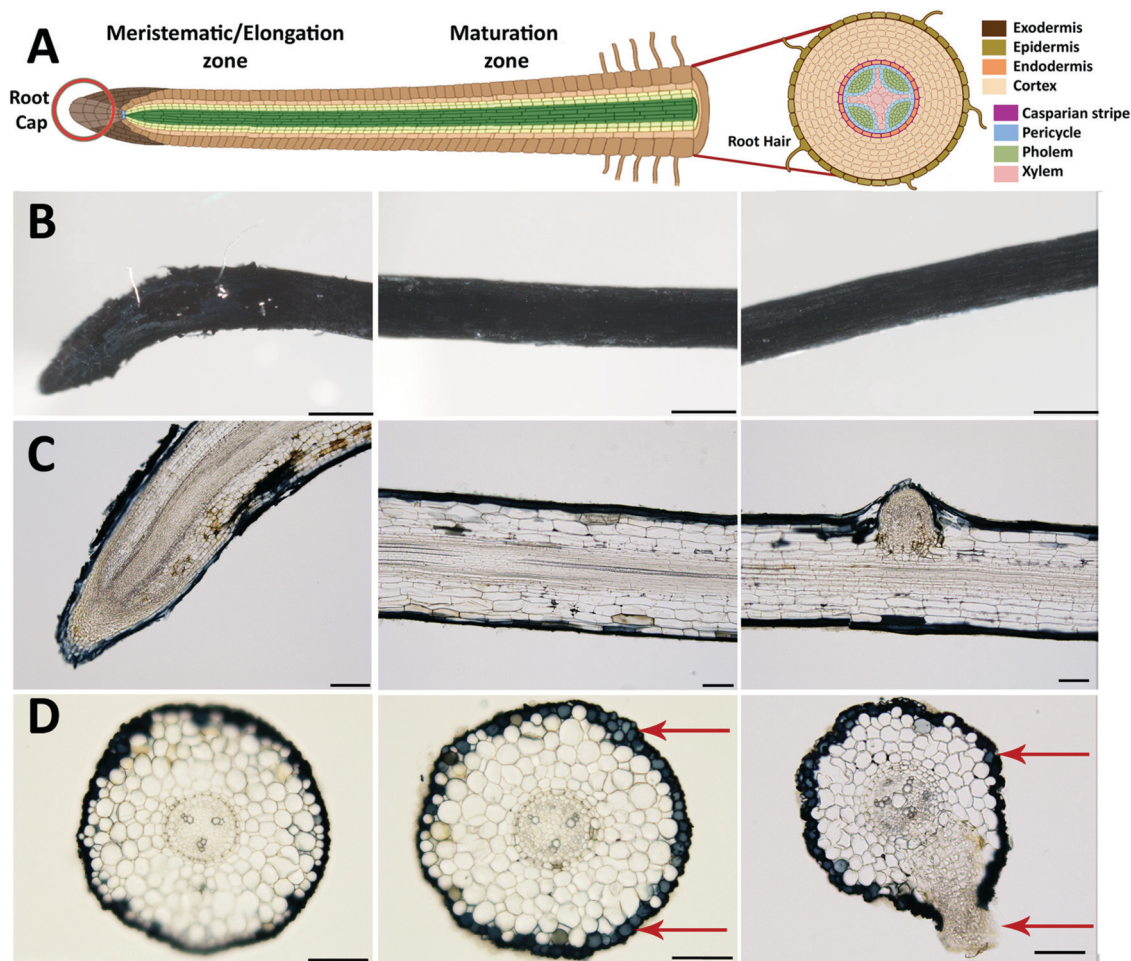 A
Meristematic/Elongation
zone
Maturation
zone
Root
Cap
Root Hair
Exodermis
Epidermis
Endodermis
Cortex
Casparian stripe
Pericycle
Pholem
Xylem
B
C
D